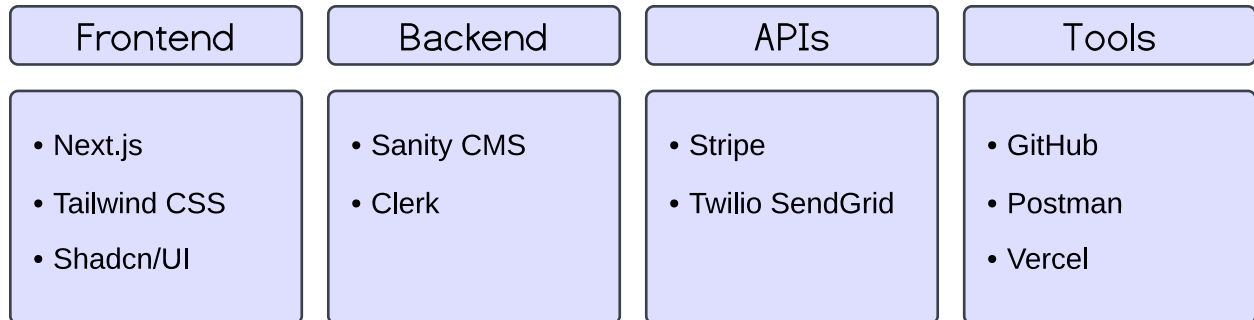 Frontend
Backend
APIs
Tools
• Next.js
• Tailwind CSS
• Shadcn/UI
• Sanity CMS
• Clerk
• Stripe
• Twilio SendGrid
• GitHub
• Postman
• Vercel